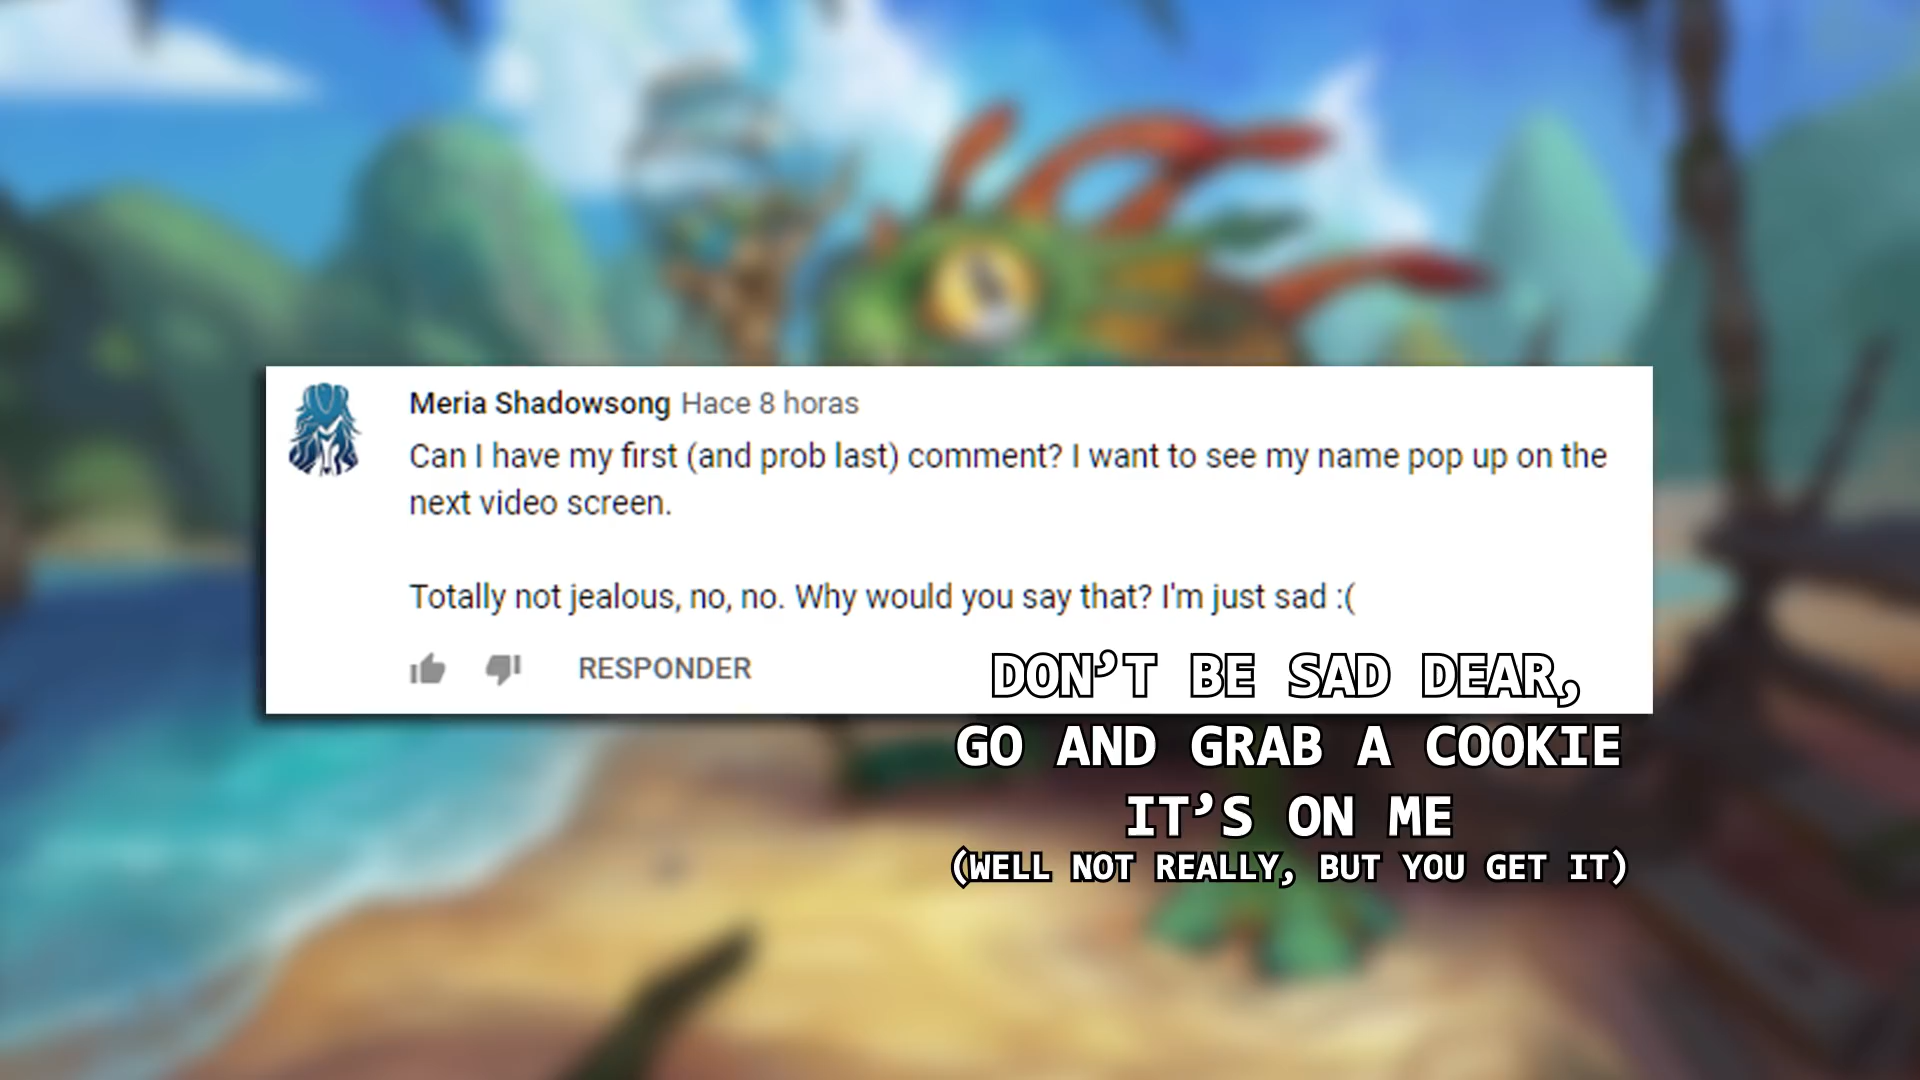 Meria Shadowsong Hace 8 horas
Can I have my first (and prob last) comment? I want to see my name pop up on the
next video screen.
Totally not jealous, no, no. Why would you say that? I'm just sad :(
RESPONDER
DON’T BE SAD DEAR,
GO AND GRAB A COOKIE
IT’S ON ME
(WELL NOT REALLY, BUT YOU GET IT)